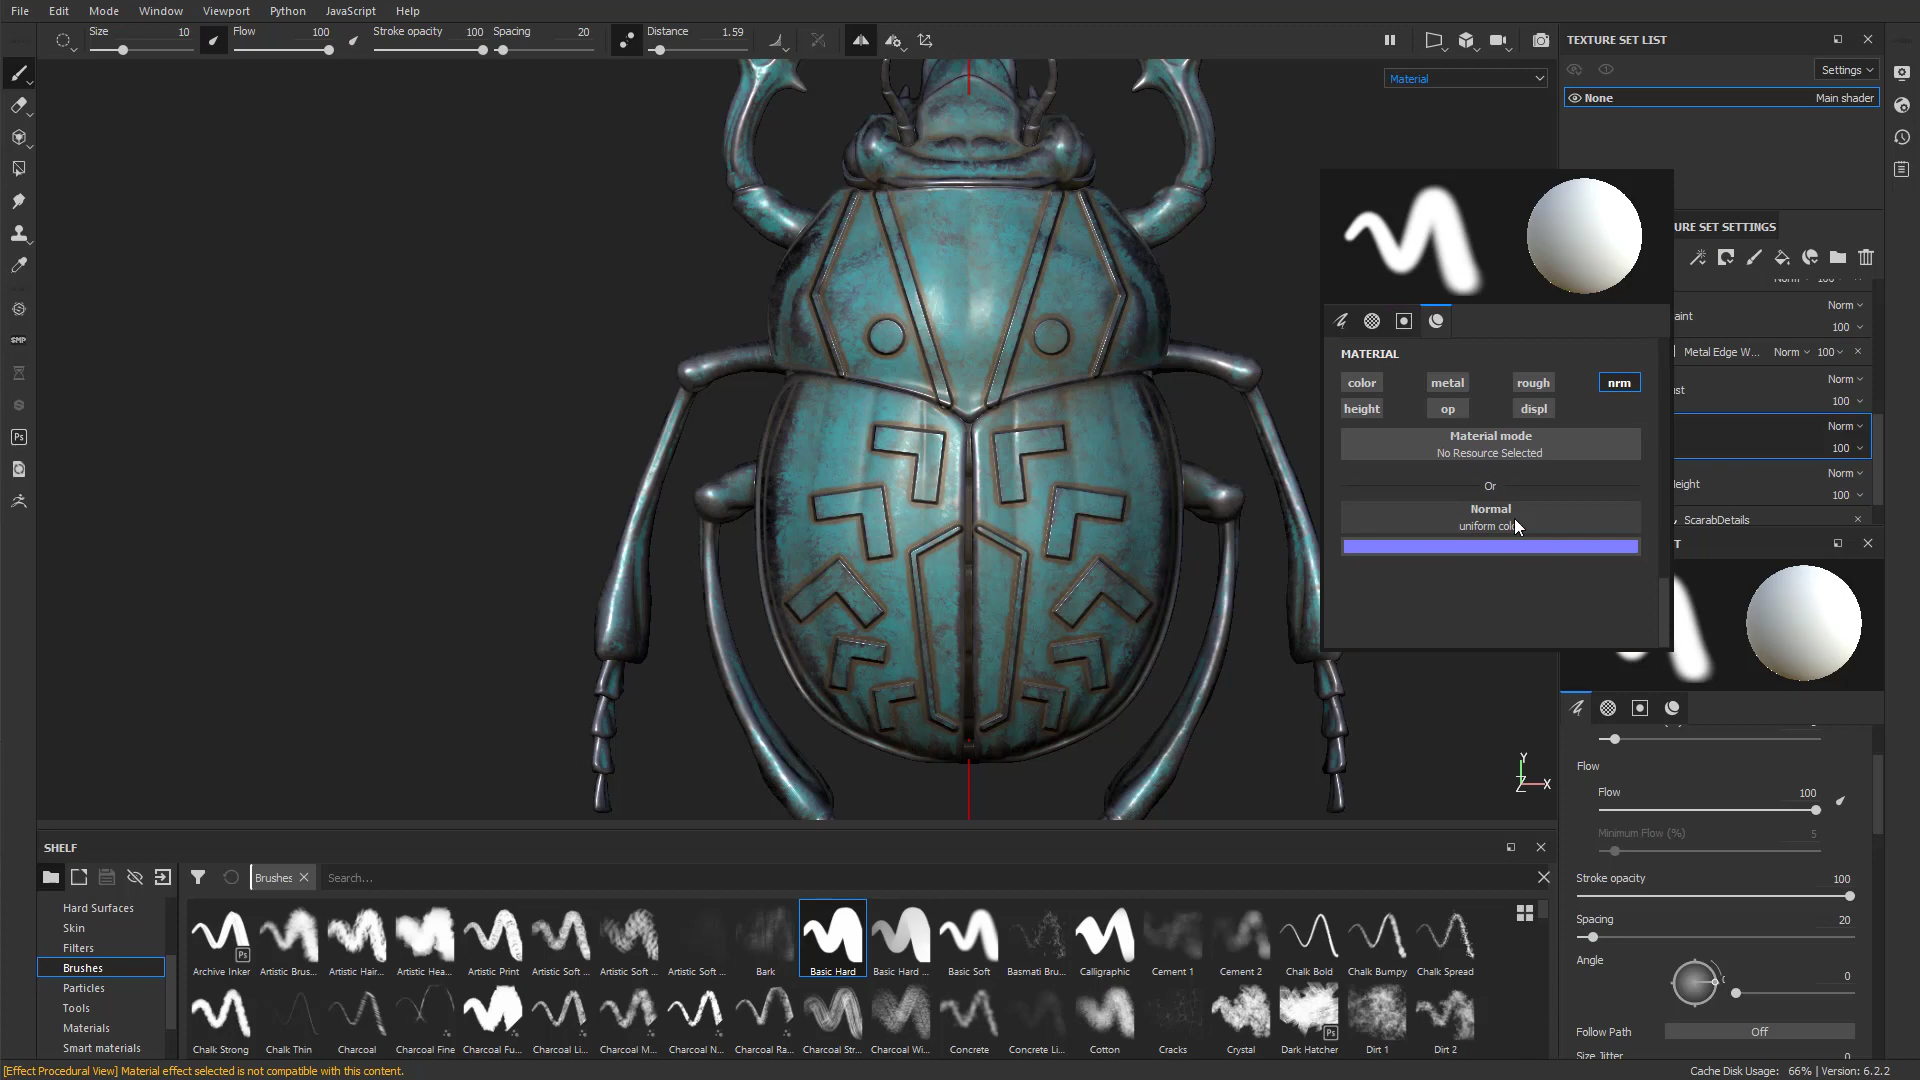 File Edit Mode Window Viewport Python JavaScript Help
Size 10 Flow 100 Stroke opacity 100 Spacing 20 Distance 1.59
Material
TEXTURE SET LIST
Settings
None Main shader
URE SET SETTINGS
Norm
aint 100
Metal Edge W... Norm 100
Norm
ust 100
Norm
100
Norm
eight 100
ScarabDetails
MATERIAL
color metal rough nrm
height op displ
Material mode
No Resource Selected
Or
Normal
uniform colo
T
Y
Z X
Flow
Flow 100
Minimum Flow (%) 5
Stroke opacity 100
Spacing 20
Angle 0
Follow Path Off
Size Jitter 0
SMP
Ps
SHELF
Brushes Search...
Hard Surfaces
Skin
Filters
Brushes
Particles
Tools
Materials
Smart materials
Archive Inker Artistic Brus... Artistic Hair... Artistic Hea... Artistic Print Artistic Soft ... Artistic Soft ... Artistic Soft ... Bark Basic Hard Basic Hard ... Basic Soft Basmati Bru... Calligraphic Cement 1 Cement 2 Chalk Bold Chalk Bumpy Chalk Spread
Chalk Strong Chalk Thin Charcoal Charcoal Fine Charcoal Fu... Charcoal Li... Charcoal M... Charcoal N... Charcoal Ra... Charcoal Str... Charcoal Wi... Concrete Concrete Li... Cotton Cracks Crystal Dark Hatcher Dirt 1 Dirt 2
[Effect Procedural View] Material effect selected is not compatible with this content.
Cache Disk Usage: 66% | Version: 6.2.2